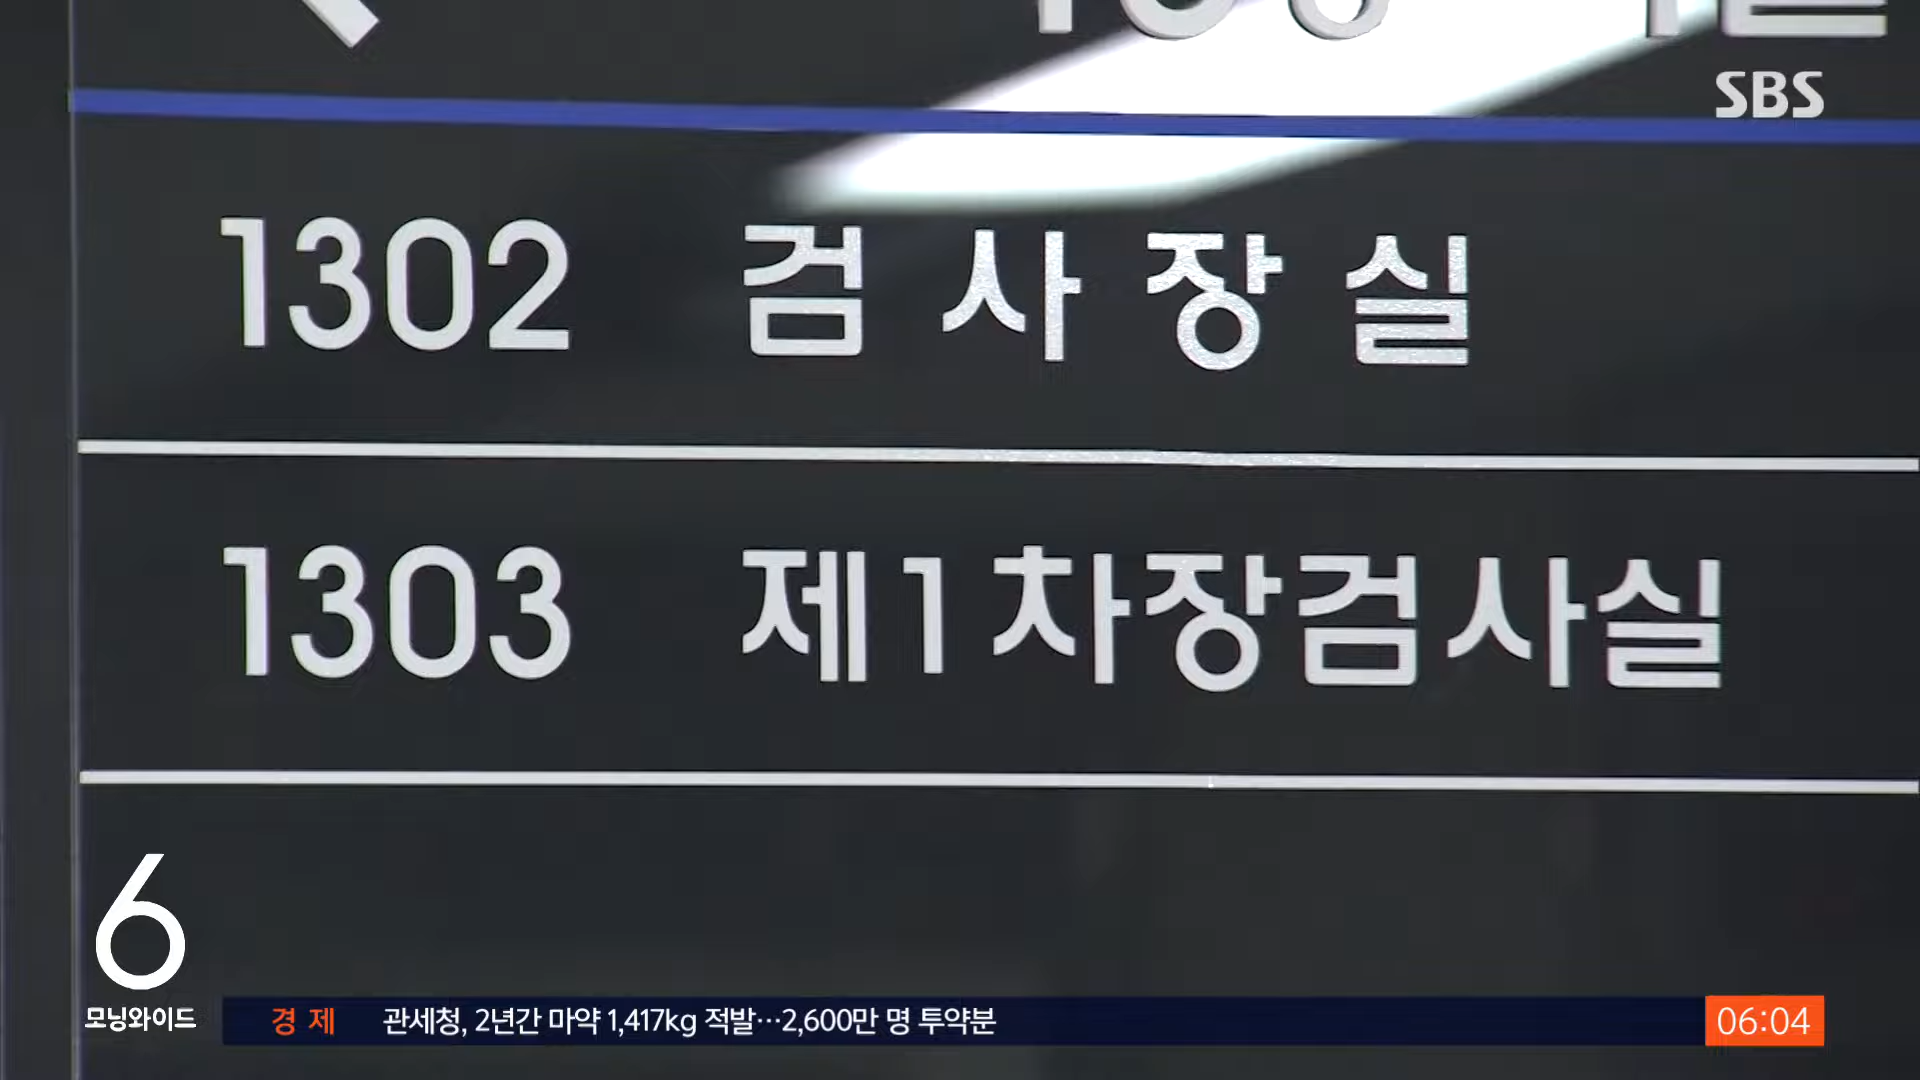 SBS
1302 검사장실
1303 제1차장검사실
6
모닝와이드
경제 관세청, 2년간 마약 1,417kg 적발…2,600만 명 투약분
06:04